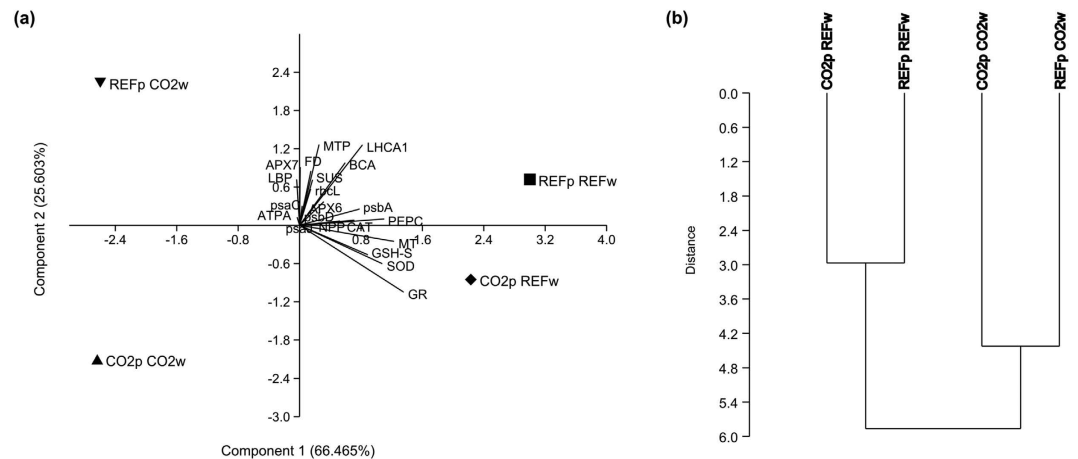 (a)
(b)
CO2p REFw
REFp REFw
CO2p CO2w
REFp CO2w
Component 2 (25.603%)
2.4
1.8
1.2
0.6
-0.6
-1.2
-1.8
-2.4
-3.0
-2.4
-1.6
-0.8
0.8
1.6
2.4
3.2
4.0
REFp CO2w
MTP
LHCA1
APX7
FD
BCA
LBP
SUS
rbcL
REFp REFw
psaC
APX6
psbA
ATPA
psbD
PEPC
psaJ
NPP
CAT
MT
GSH-S
SOD
CO2p REFw
GR
CO2p CO2w
Component 1 (66.465%)
Distance
0.0
0.6
1.2
1.8
2.4
3.0
3.6
4.2
4.8
5.4
6.0